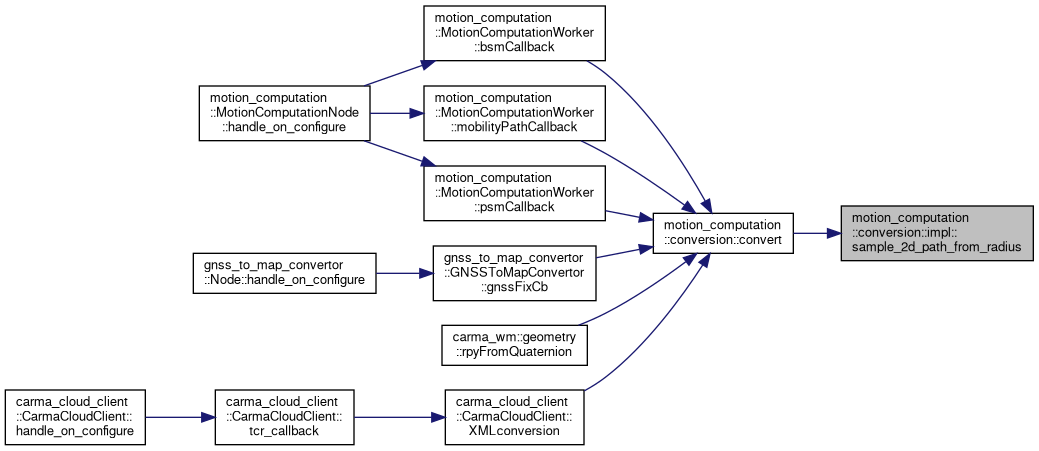 motion_computation
::MotionComputationWorker
::bsmCallback
motion_computation
::MotionComputationNode
::handle_on_configure
motion_computation
::MotionComputationWorker
::mobilityPathCallback
motion_computation
::MotionComputationWorker
::psmCallback
motion_computation
::conversion::convert
motion_computation
::conversion::impl::
sample_2d_path_from_radius
gnss_to_map_convertor
::Node::handle_on_configure
gnss_to_map_convertor
::GNSSToMapConvertor
::gnssFixCb
carma_wm::geometry
::rpyFromQuaternion
carma_cloud_client
::CarmaCloudClient::
handle_on_configure
carma_cloud_client
::CarmaCloudClient::
tcr_callback
carma_cloud_client
::CarmaCloudClient::
XMLconversion